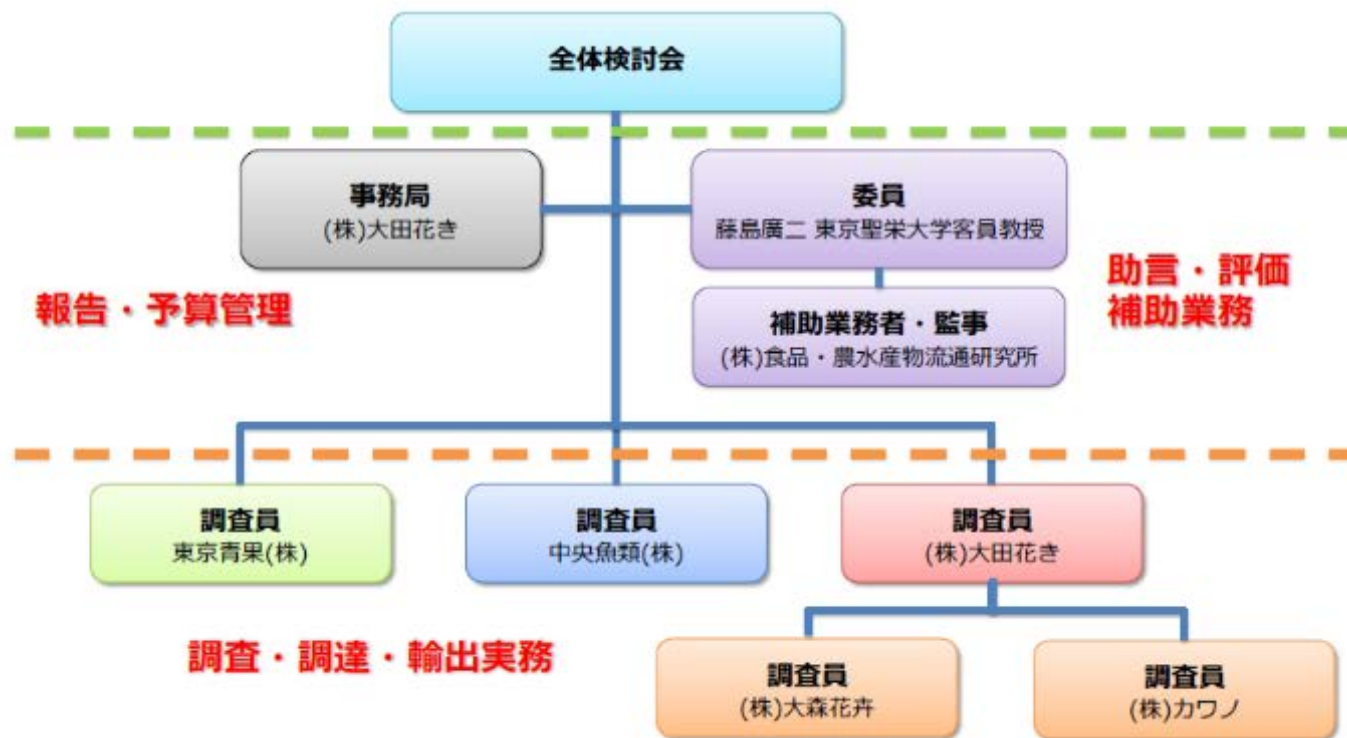 全体検討会
事務局
(株)大田花き
委員
藤島廣二 東京聖栄大学客員教授
報告・予算管理
助言・評価
補助業務
補助業務者・監事
(株)食品・農水産物流通研究所
調査員
東京青果(株)
調査員
中央魚類(株)
調査員
(株)大田花き
調査・調達・輸出実務
調査員
(株)大森花卉
調査員
(株)カワノ